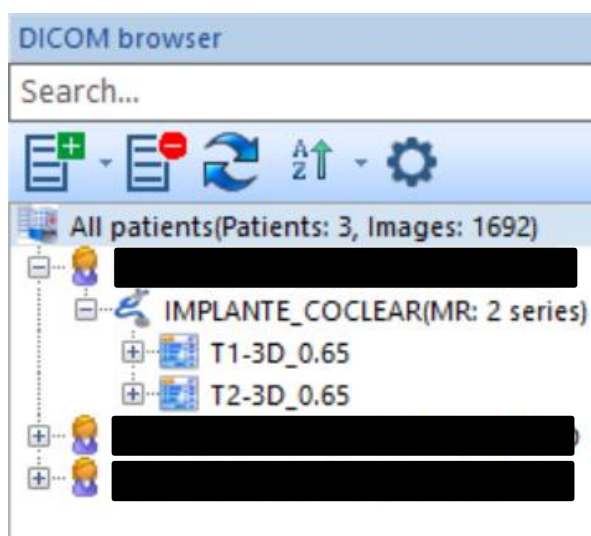 DICOM browser
Search...
All patients(Patients: 3, Images: 1692)
IMPLANTE_COCLEAR(MR: 2 series)
T1-3D_0.65
T2-3D_0.65